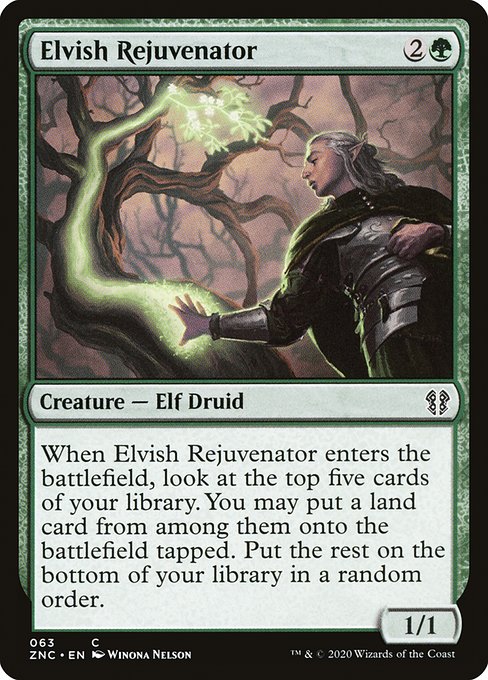 Elvish Rejuvenator 2
Creature — Elf Druid
When Elvish Rejuvenator enters the
battlefield, look at the top five cards
of your library. You may put a land
card from among them onto the
battlefield tapped. Put the rest on the
bottom of your library in a random
order.
1/1
063 C
ZNC • EN Winona Nelson
™ & © 2020 Wizards of the Coast